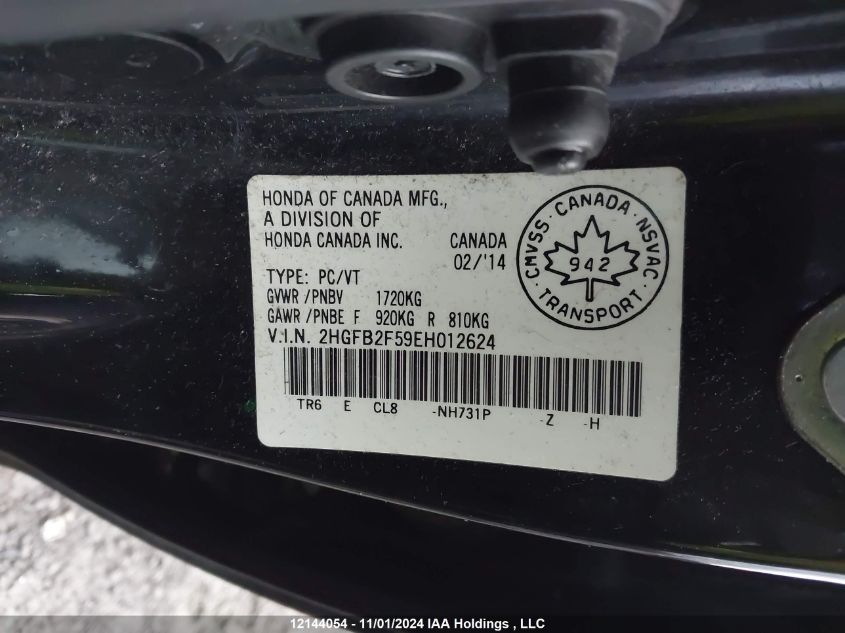 HONDA OF CANADA MFG.,
A DIVISION OF
HONDA CANADA INC. CANADA
02/'14
TYPE: PC/VT
GVWR /PNBV 1720KG
GAWR /PNBE F 920KG R 810KG
V.I.N. 2HGFB2F59EH012624
TR6 E CL8 -NH731P -Z -H
CMVSS · CANADA · NSVAC ·
942
TRANSPORT
12144054 - 11/01/2024 IAA Holdings , LLC